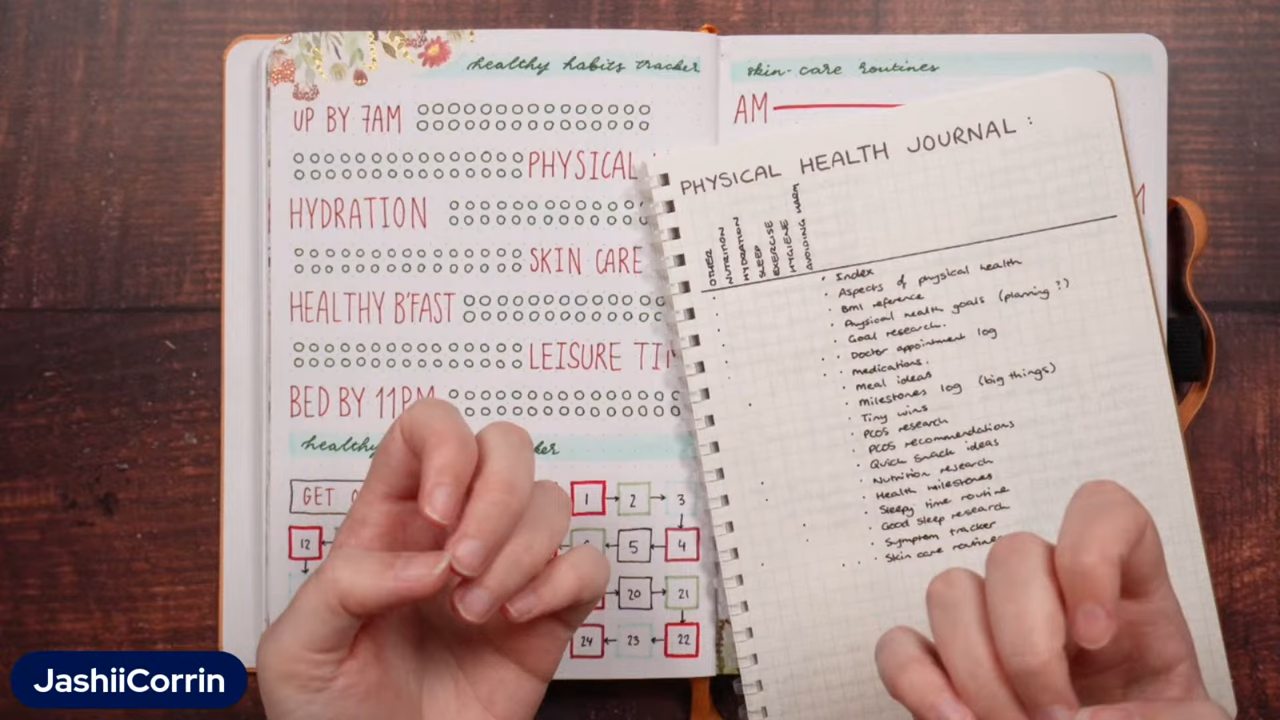 healthy habits tracker
UP BY 7AM
PHYSICAL
HYDRATION
SKIN CARE
HEALTHY B'FAST
LEISURE
BED BY 11PM
healthy
GET
1 2 3
12 5 4
20 21
24 23 22
skin-care routines
AM
PHYSICAL HEALTH JOURNAL:
OTHER
NUTRITION
HYDRATION
SLEEP
EXERCISE
HYGIENE
AVOIDING HARM
• Index
• Aspects of physical health
• BMI reference
• Physical health goals (planning?)
• Goal research.
• Doctor appointment log
• medications.
• Meal ideas
• Milestones log (big things)
• Tiny wins
• PCOS research
• PCOS recommendations
• Quick snack ideas
• Nutrition research
• Health milestones
• Sleepy time routine
• Good sleep research
• Symptom tracker
• Skin care routines
JashiiCorrin